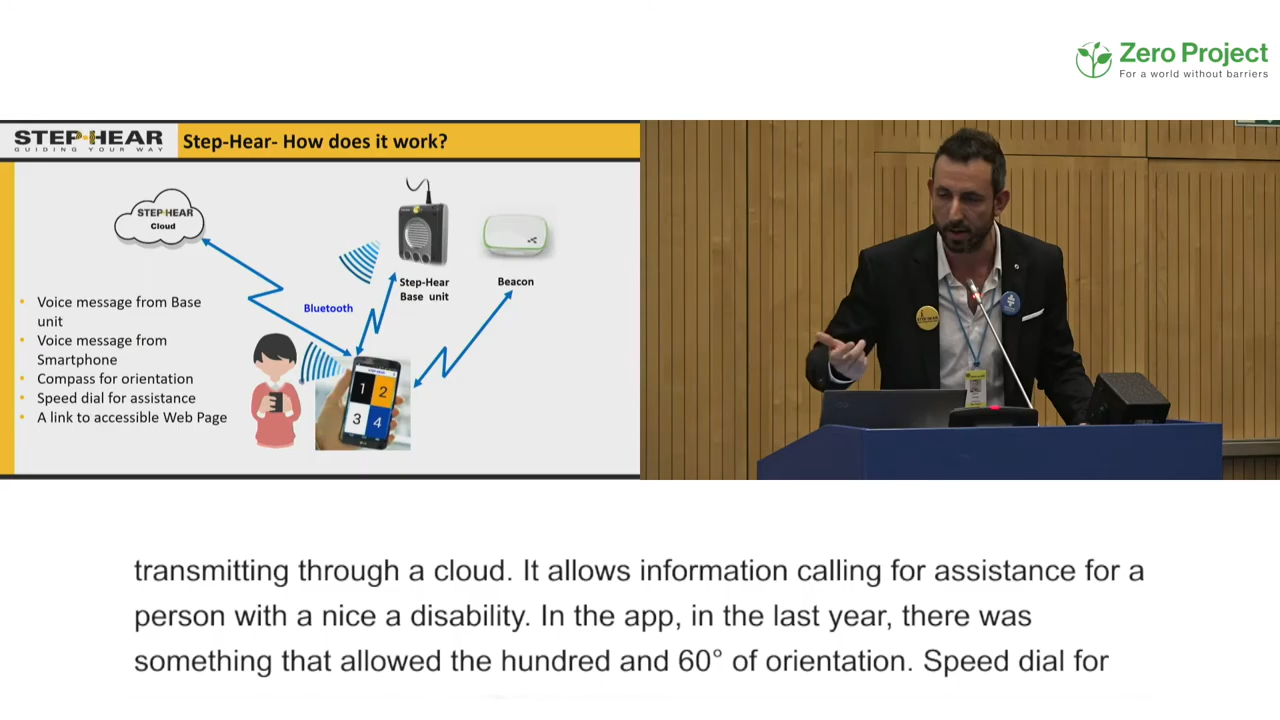 Zero Project
For a world without barriers
STEP-HEAR
GUIDING YOUR WAY
Step-Hear- How does it work?
STEP-HEAR
Cloud
Step-Hear
Base unit
Beacon
Bluetooth
• Voice message from Base
unit
• Voice message from
Smartphone
• Compass for orientation
• Speed dial for assistance
• A link to accessible Web Page
1 2
3 4
transmitting through a cloud. It allows information calling for assistance for a
person with a nice a disability. In the app, in the last year, there was
something that allowed the hundred and 60° of orientation. Speed dial for